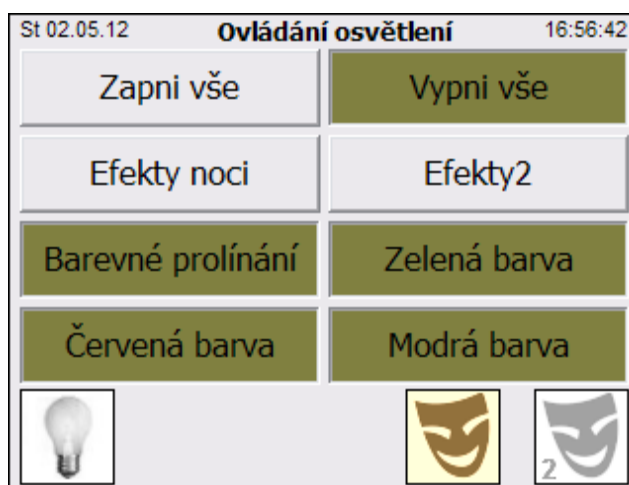 St 02.05.12 Ovládání osvětlení 16:56:42
Zapni vše Vypni vše
Efekty noci Efekty2
Barevné prolínání Zelená barva
Červená barva Modrá barva
2